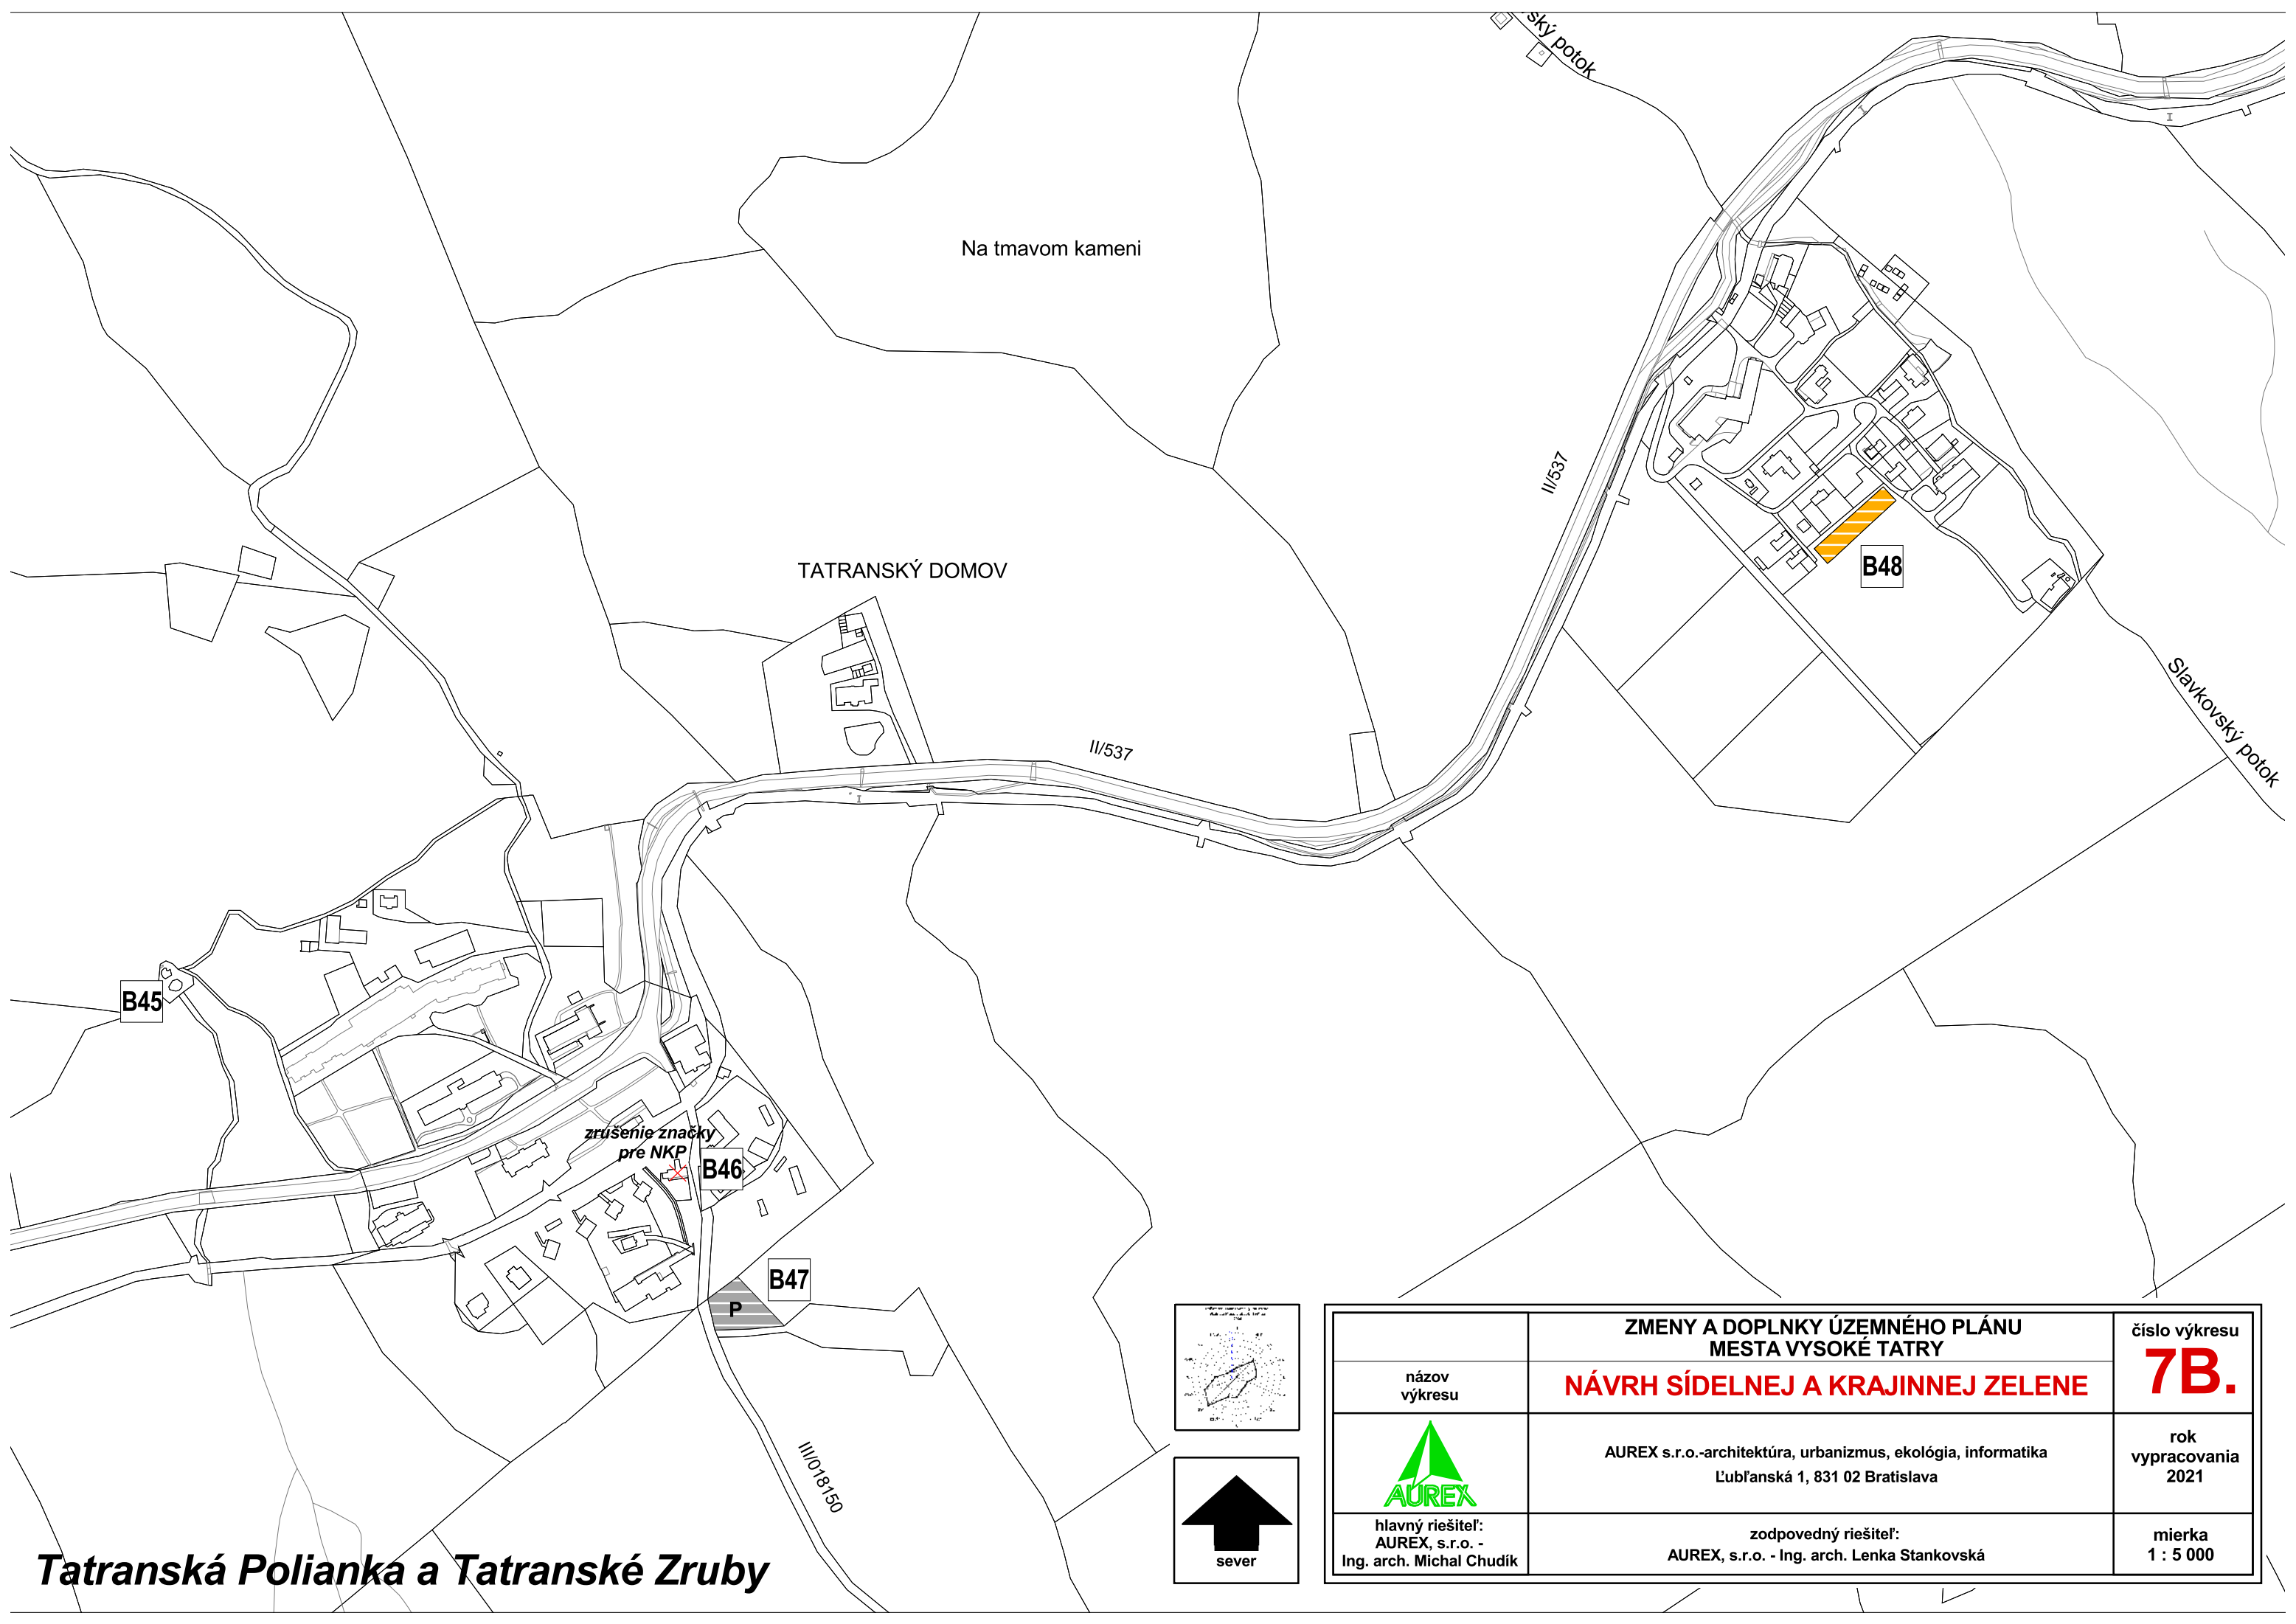 ský potok
Na tmavom kameni
II/537
TATRANSKÝ DOMOV
B48
Slavkovský potok
II/537
B45
zrušenie značky
pre NKP
B46
B47
P
III/018150
Tatranská Polianka a Tatranské Zruby
sever
ZMENY A DOPLNKY ÚZEMNÉHO PLÁNU
MESTA VYSOKÉ TATRY
číslo výkresu
7B.
názov
výkresu
NÁVRH SÍDELNEJ A KRAJINNEJ ZELENE
AUREX
AUREX s.r.o.-architektúra, urbanizmus, ekológia, informatika
Ľubľanská 1, 831 02 Bratislava
rok
vypracovania
2021
hlavný riešiteľ:
AUREX, s.r.o. -
Ing. arch. Michal Chudík
zodpovedný riešiteľ:
AUREX, s.r.o. - Ing. arch. Lenka Stankovská
mierka
1 : 5 000